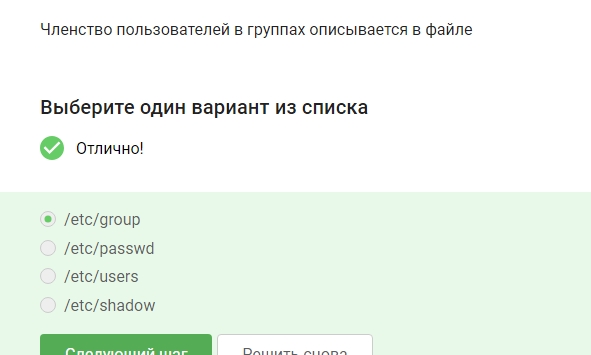 Членство пользователей в группах описывается в файле
Выберите один вариант из списка
Отлично!
/etc/group
/etc/passwd
/etc/users
/etc/shadow
Следующий шаг
Решить снова